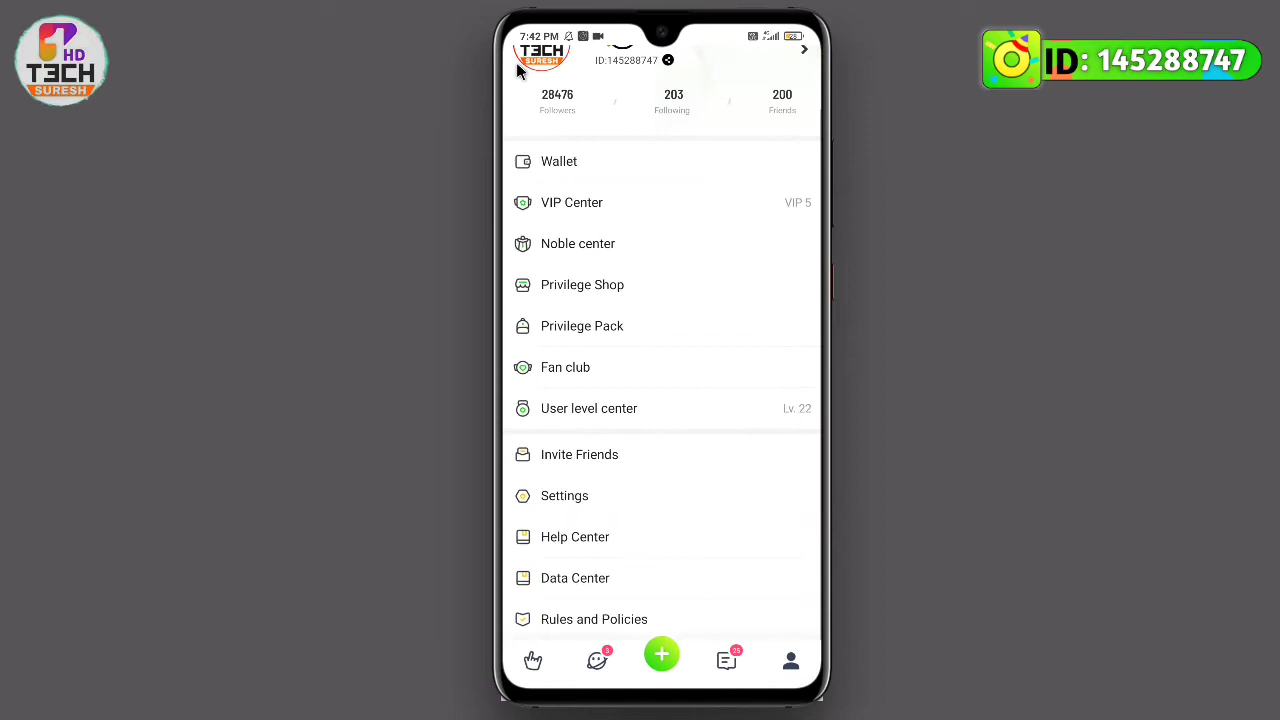 HD
TECH
SURESH
ID: 145288747
7:42 PM
TECH
SURESH
ID:145288747
28476
203
200
Followers
Following
Friends
Wallet
VIP Center
VIP 5
Noble center
Privilege Shop
Privilege Pack
Fan club
User level center
Lv. 22
Invite Friends
Settings
Help Center
Data Center
Rules and Policies